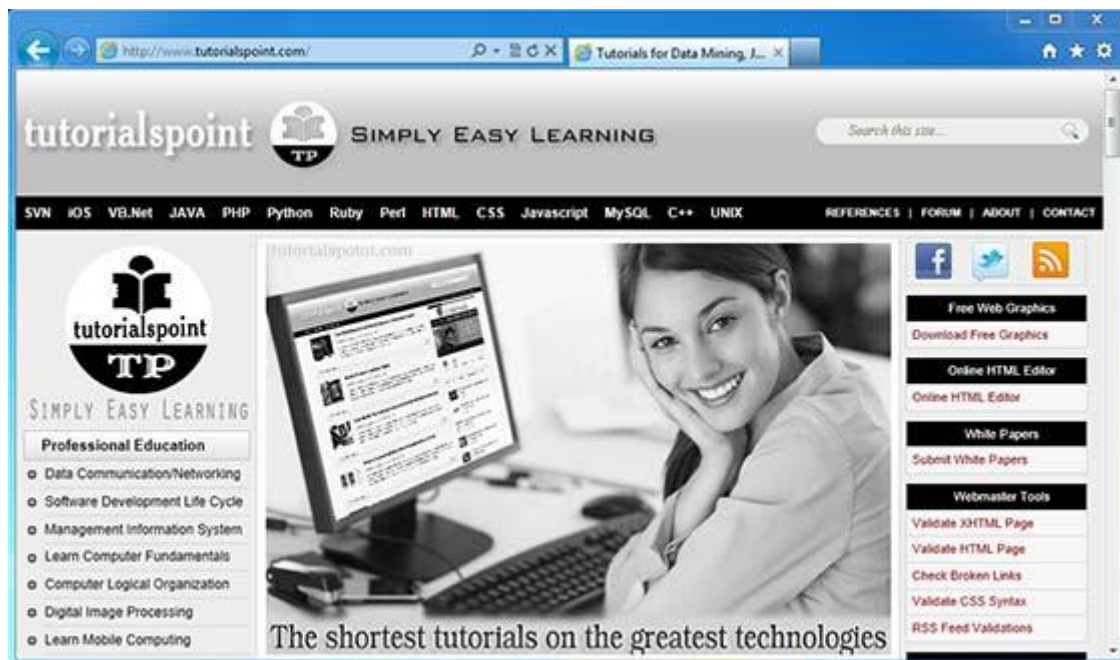 http://www.tutorialspoint.com/
Tutorials for Data Mining, J...
tutorialspoint
TP
SIMPLY EASY LEARNING
Search this site...
SVN iOS VB.Net JAVA PHP Python Ruby Perl HTML CSS Javascript MySQL C++ UNIX
REFERENCES | FORUM | ABOUT | CONTACT
tutorialspoint
TP
SIMPLY EASY LEARNING
Professional Education
Data Communication/Networking
Software Development Life Cycle
Management Information System
Learn Computer Fundamentals
Computer Logical Organization
Digital Image Processing
Learn Mobile Computing
The shortest tutorials on the greatest technologies
Free Web Graphics
Download Free Graphics
Online HTML Editor
Online HTML Editor
White Papers
Submit White Papers
Webmaster Tools
Validate XHTML Page
Validate HTML Page
Check Broken Links
Validate CSS Syntax
RSS Feed Validations